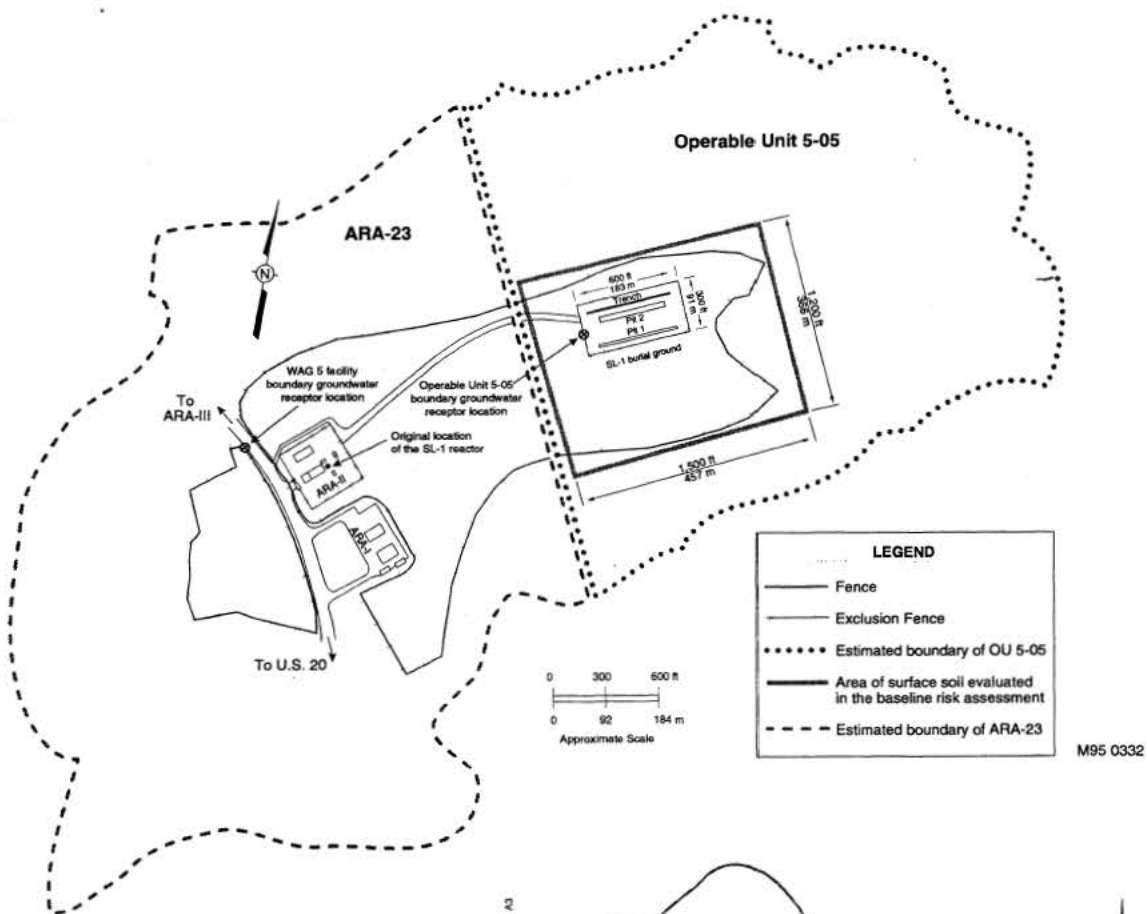 Operable Unit 5-05
ARA-23
N
600 ft
183 m
300 ft
91 m
Trench
Pit 2
Pit 1
SL-1 burial ground
1,200 ft
366 m
1,500 ft
457 m
WAG 5 facility
boundary groundwater
receptor location
To
ARA-III
Operable Unit 5-05
boundary groundwater
receptor location
Original location
of the SL-1 reactor
ARA-II
ARA-I
To U.S. 20
0 300 600 ft
0 92 184 m
Approximate Scale
LEGEND
Fence
Exclusion Fence
Estimated boundary of OU 5-05
Area of surface soil evaluated
in the baseline risk assessment
Estimated boundary of ARA-23
M95 0332